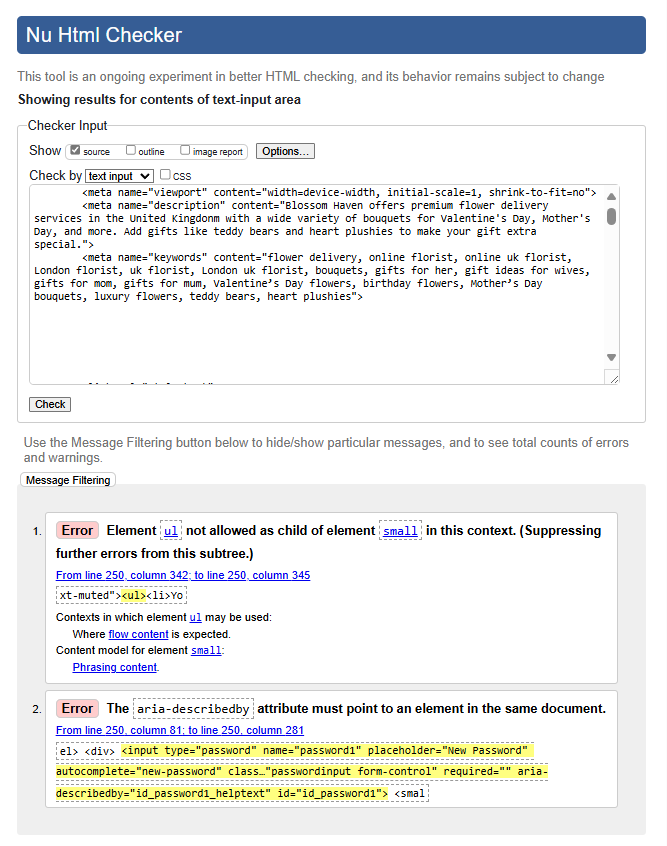 Nu Html Checker
This tool is an ongoing experiment in better HTML checking, and its behavior remains subject to change
Showing results for contents of text-input area
Checker Input
Show source outline image report Options...
Check by text input css
<meta name="viewport" content="width=device-width, initial-scale=1, shrink-to-fit=no">
<meta name="description" content="Blossom Haven offers premium flower delivery
services in the United Kingdonm with a wide variety of bouquets for Valentine's Day, Mother's
Day, and more. Add gifts like teddy bears and heart plushies to make your gift extra
special.">
<meta name="keywords" content="flower delivery, online florist, online uk florist,
London florist, uk florist, London uk florist, bouquets, gifts for her, gift ideas for wives,
gifts for mom, gifts for mum, Valentine’s Day flowers, birthday flowers, Mother’s Day
bouquets, luxury flowers, teddy bears, heart plushies">
Check
Use the Message Filtering button below to hide/show particular messages, and to see total counts of errors
and warnings.
Message Filtering
1. Error Element ul not allowed as child of element small in this context. (Suppressing
further errors from this subtree.)
From line 250, column 342; to line 250, column 345
xt-muted"><ul><li>Yo
Contexts in which element ul may be used:
Where flow content is expected.
Content model for element small:
Phrasing content.
2. Error The aria-describedby attribute must point to an element in the same document.
From line 250, column 81; to line 250, column 281
el> <div> <input type="password" name="password1" placeholder="New Password"
autocomplete="new-password" class…"passwordinput form-control" required="" aria-
describedby="id_password1_helptext" id="id_password1"> <smal